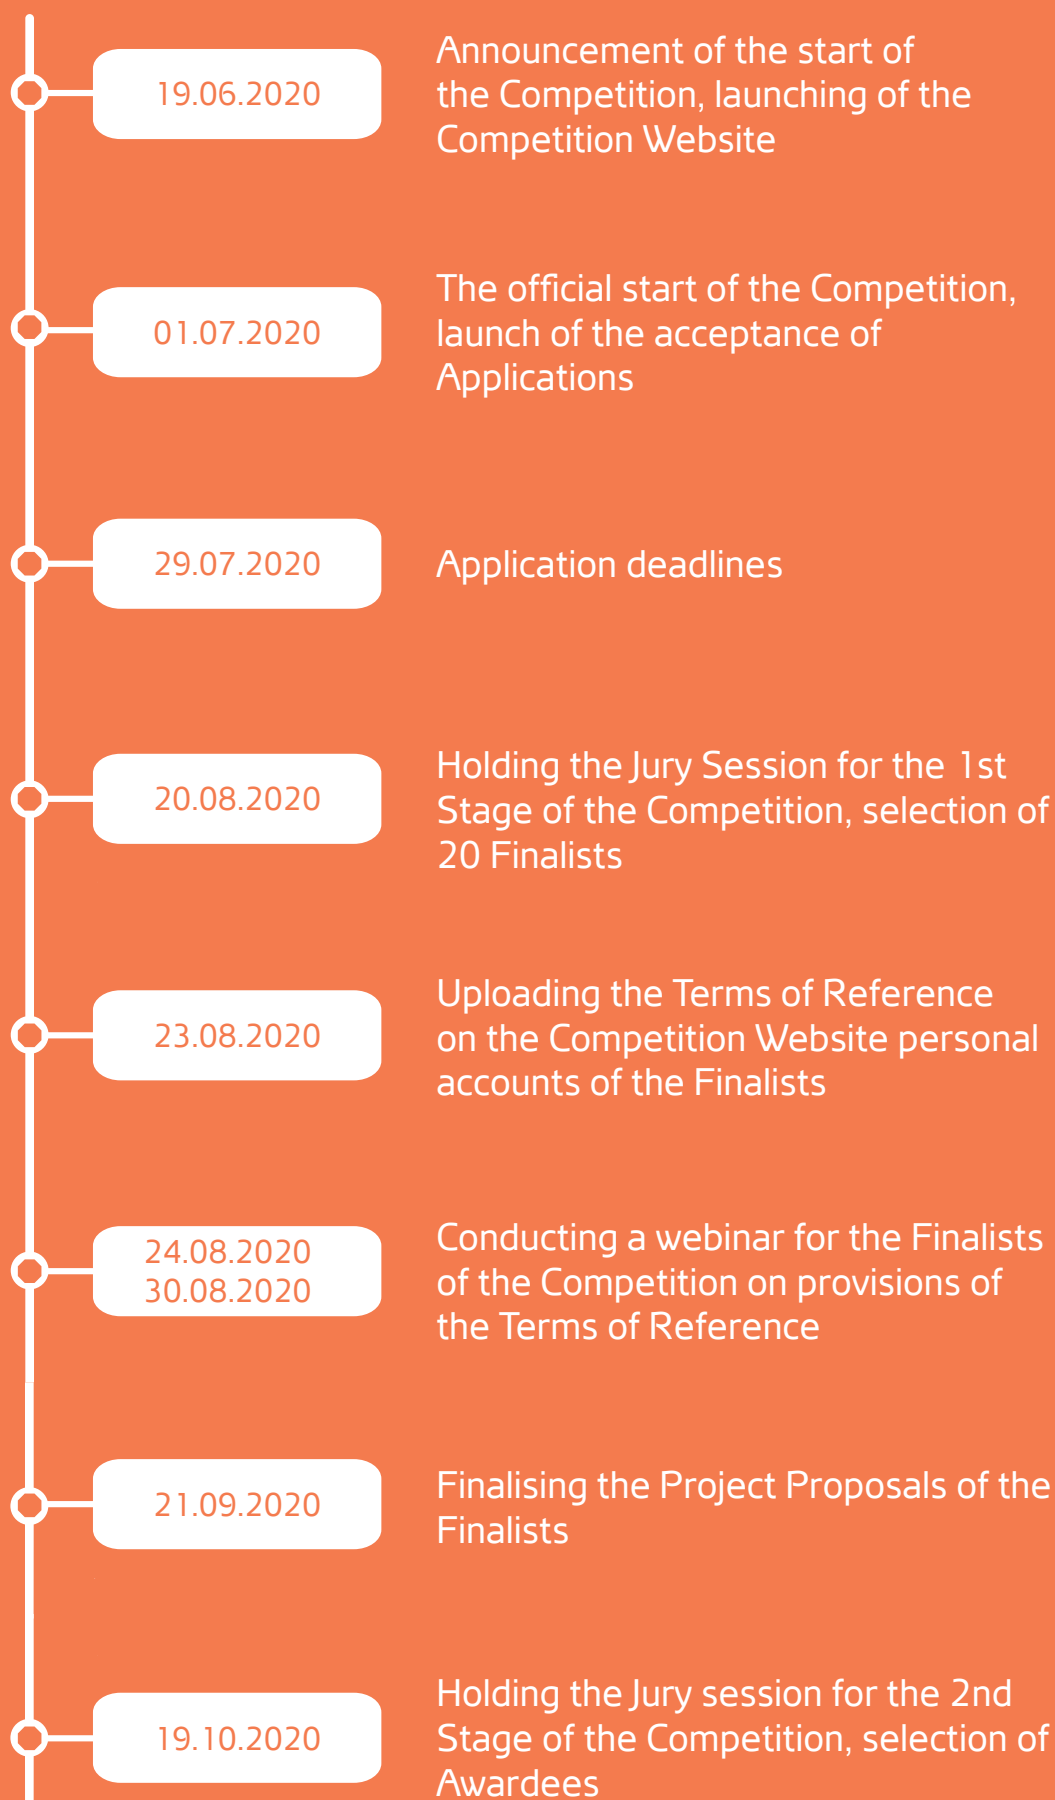 19.06.2020
Announcement of the start of
the Competition, launching of the
Competition Website
01.07.2020
The official start of the Competition,
launch of the acceptance of
Applications
29.07.2020
Application deadlines
20.08.2020
Holding the Jury Session for the 1st
Stage of the Competition, selection of
20 Finalists
23.08.2020
Uploading the Terms of Reference
on the Competition Website personal
accounts of the Finalists
24.08.2020
30.08.2020
Conducting a webinar for the Finalists
of the Competition on provisions of
the Terms of Reference
21.09.2020
Finalising the Project Proposals of the
Finalists
19.10.2020
Holding the Jury session for the 2nd
Stage of the Competition, selection of
Awardees